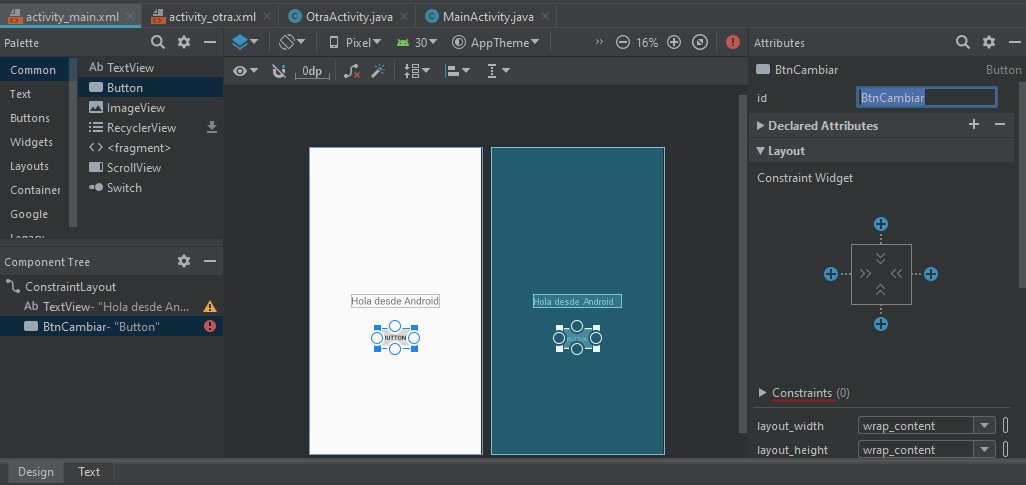 activity_main.xml activity_otra.xml OtraActivity.java MainActivity.java
Palette
Common
Text
Buttons
Widgets
Layouts
Container
Google
Legacy
Ab TextView
Button
ImageView
RecyclerView
<fragment>
ScrollView
Switch
Pixel 30 AppTheme 16%
0dp
Component Tree
ConstraintLayout
Ab TextView- "Hola desde An...
BtnCambiar- "Button"
Hola desde Android
BUTTON
Hola desde Android
BUTTON
Attributes
BtnCambiar Button
id BtnCambiar
Declared Attributes
Layout
Constraint Widget
Constraints (0)
layout_width wrap_content
layout_height wrap_content
Design Text